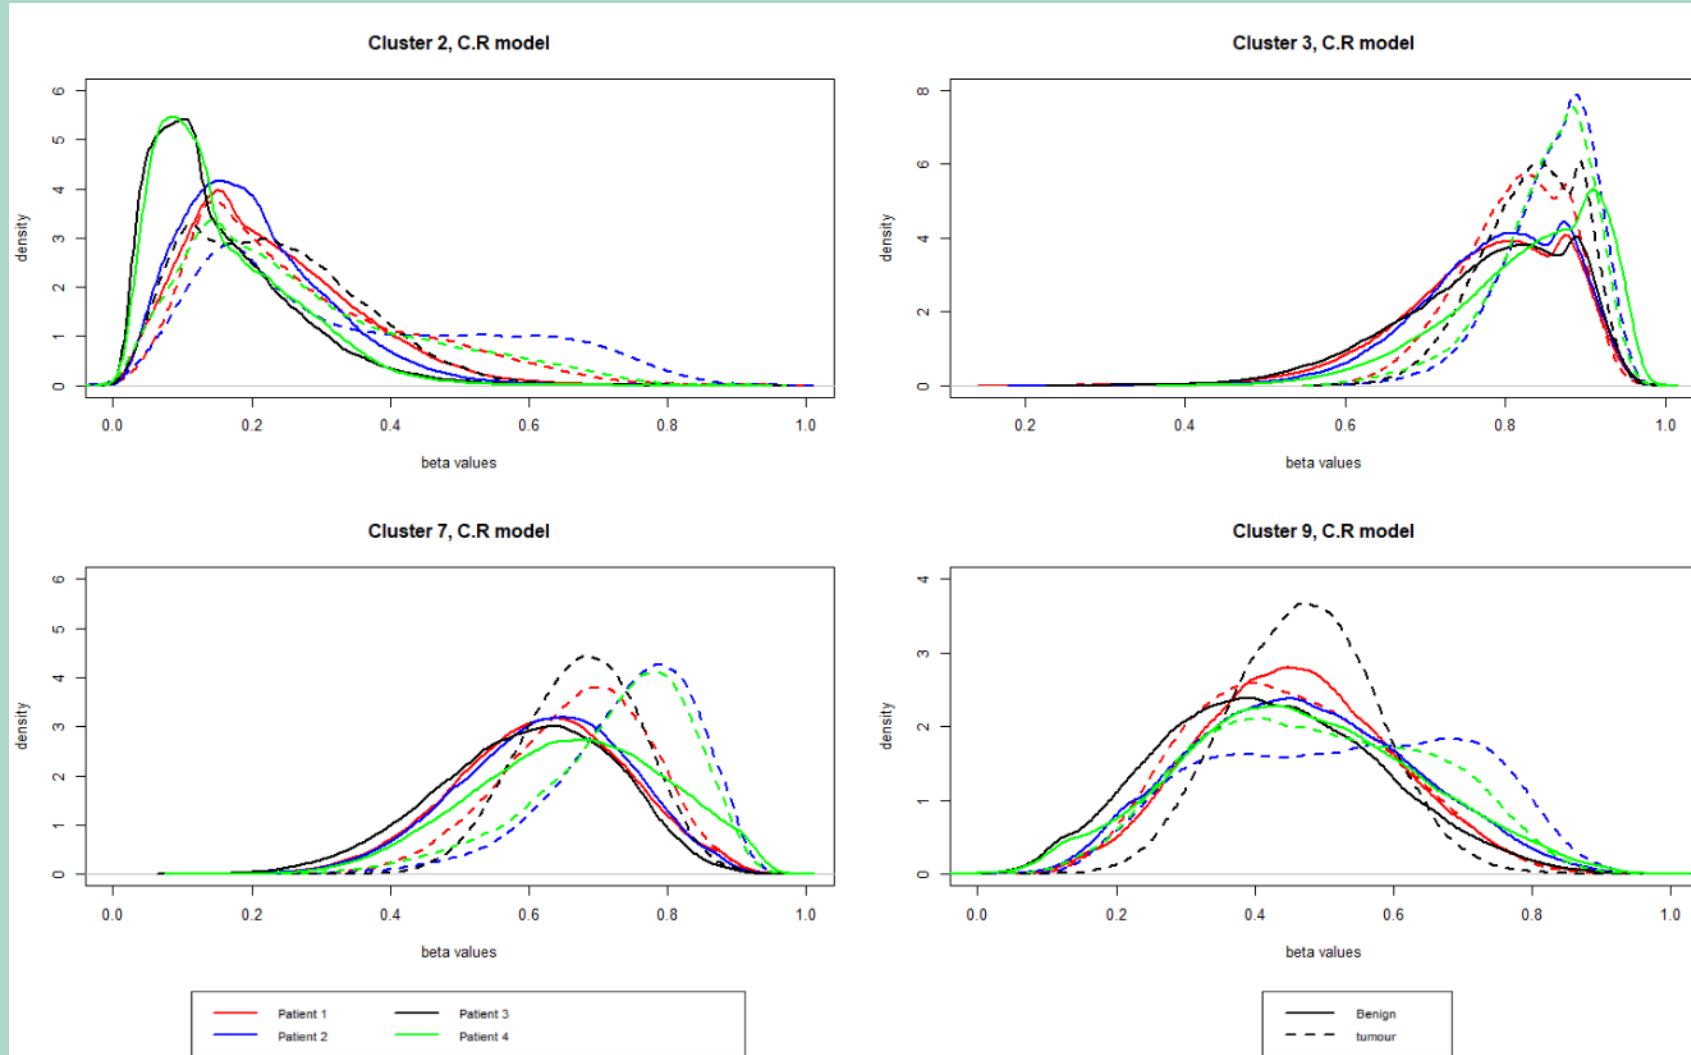 Cluster 2, C.R model
6
5
4
3
2
1
0
density
0.0 0.2 0.4 0.6 0.8 1.0
beta values
Cluster 3, C.R model
8
6
4
2
0
density
0.2 0.4 0.6 0.8 1.0
beta values
Cluster 7, C.R model
6
5
4
3
2
1
0
density
0.0 0.2 0.4 0.6 0.8 1.0
beta values
Cluster 9, C.R model
4
3
2
1
0
density
0.0 0.2 0.4 0.6 0.8 1.0
beta values
Patient 1 Patient 3
Patient 2 Patient 4
Benign
tumour